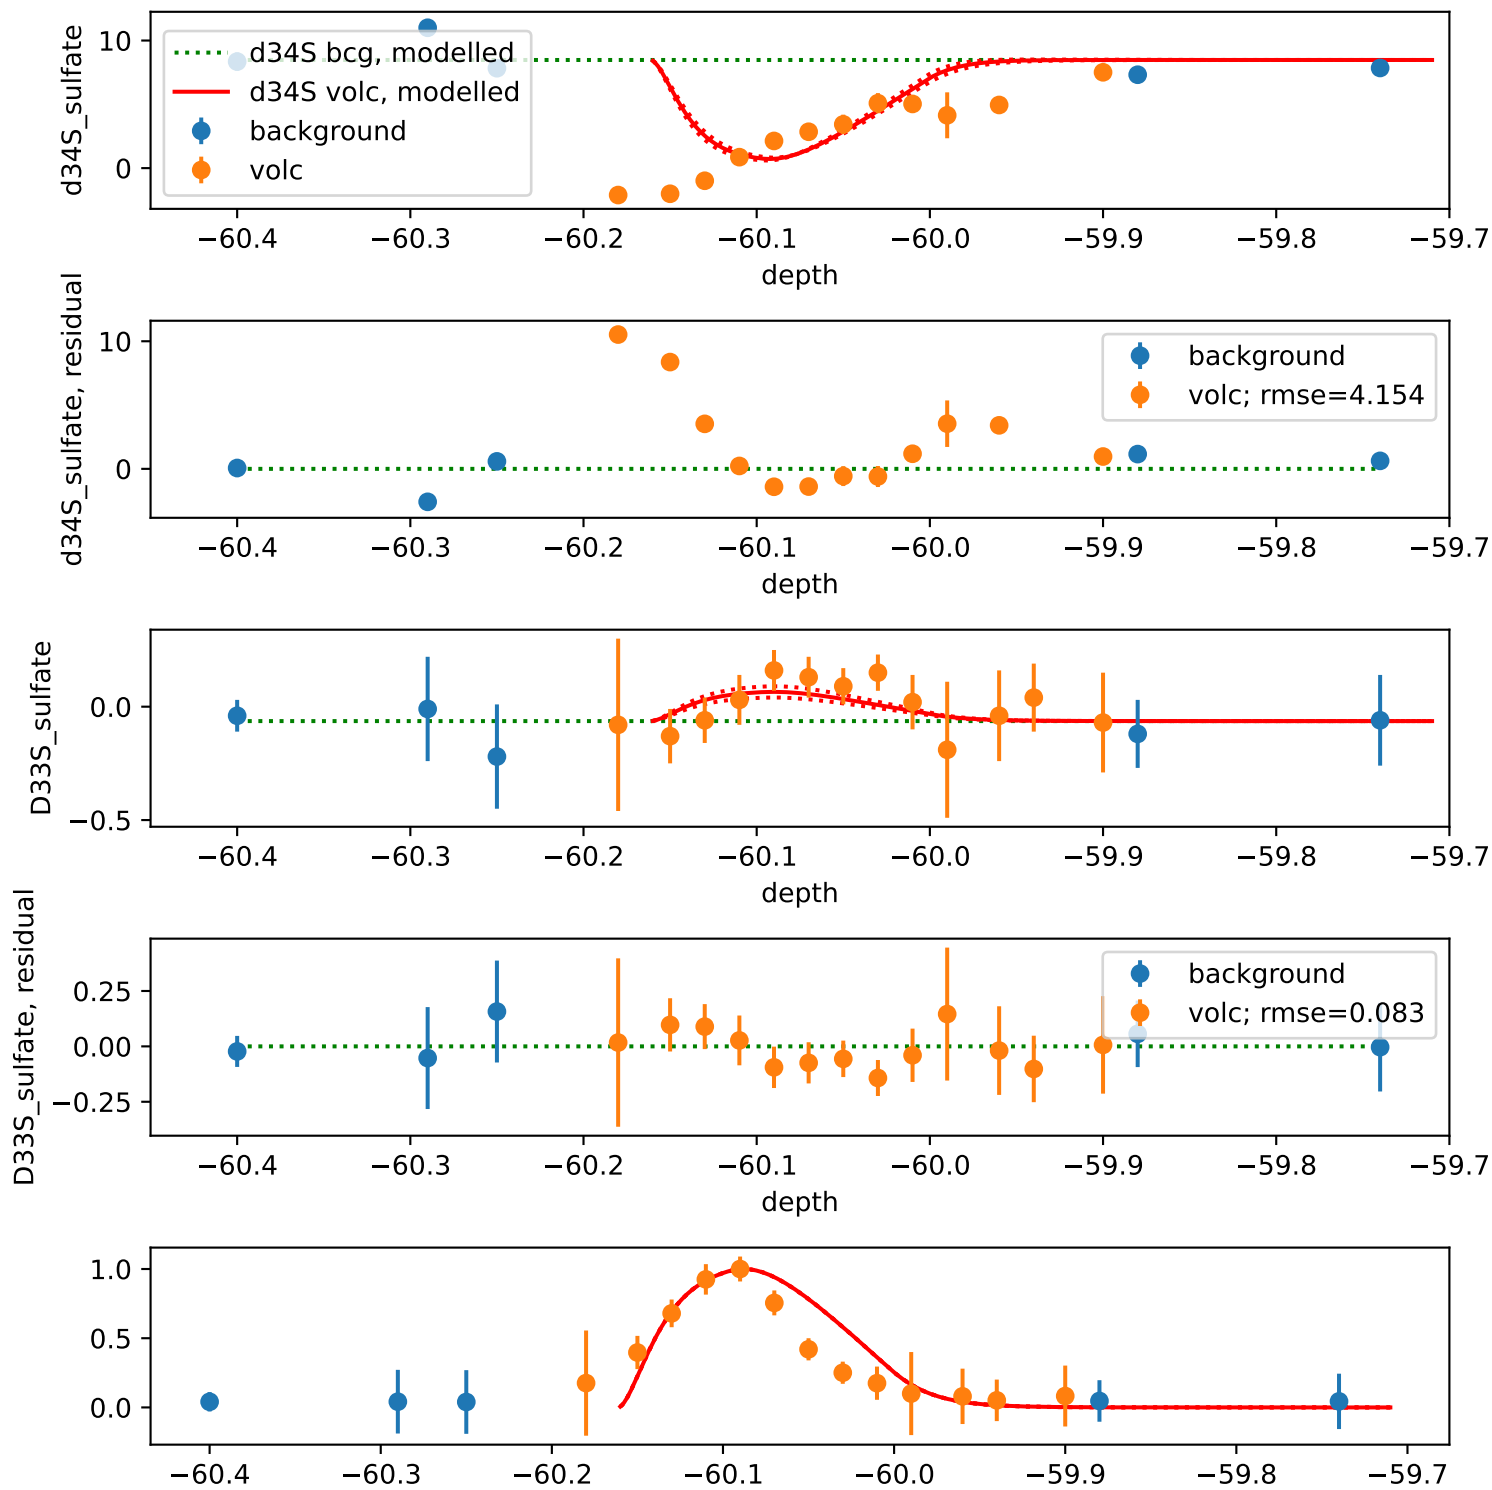 d34S_sulfate
10
0
d34S bcg, modelled
d34S volc, modelled
background
volc
−60.4 −60.3 −60.2 −60.1 −60.0 −59.9 −59.8 −59.7
depth
d34S_sulfate, residual
10
0
background
volc; rmse=4.154
−60.4 −60.3 −60.2 −60.1 −60.0 −59.9 −59.8 −59.7
depth
D33S_sulfate
0.0
−0.5
−60.4 −60.3 −60.2 −60.1 −60.0 −59.9 −59.8 −59.7
depth
D33S_sulfate, residual
0.25
0.00
−0.25
background
volc; rmse=0.083
−60.4 −60.3 −60.2 −60.1 −60.0 −59.9 −59.8 −59.7
depth
1.0
0.5
0.0
−60.4 −60.3 −60.2 −60.1 −60.0 −59.9 −59.8 −59.7